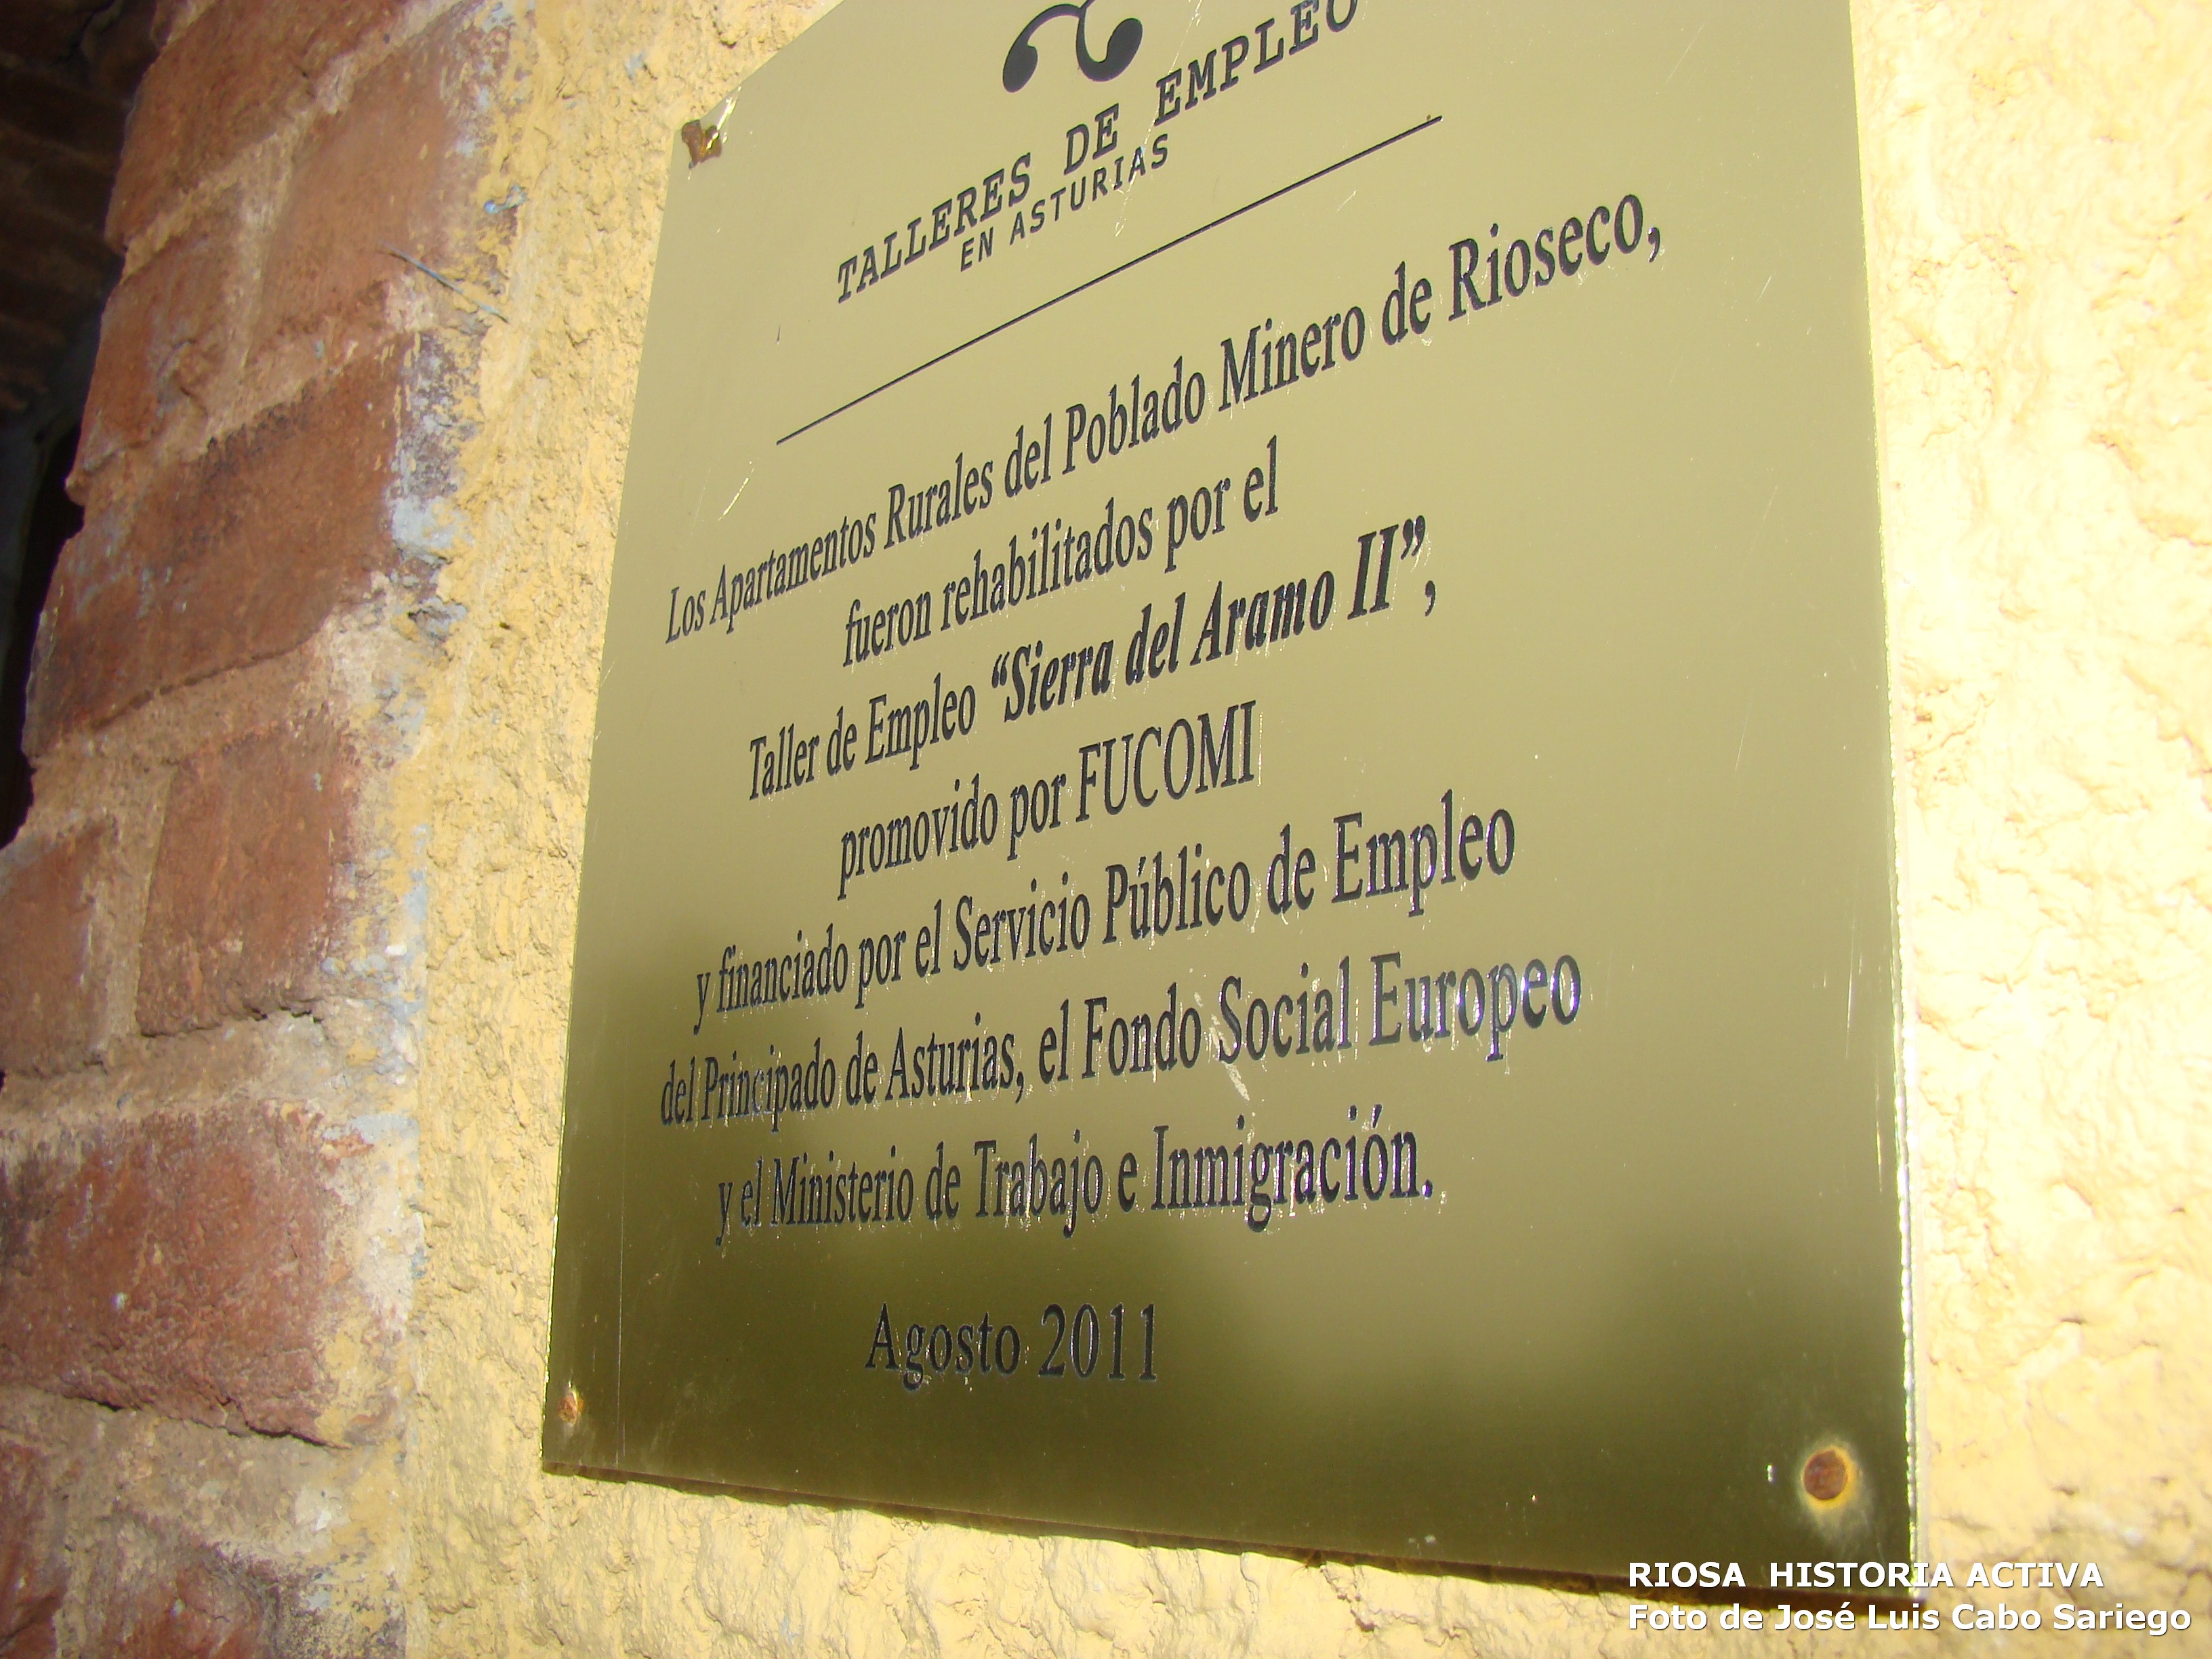 TALLERES DE EMPLEO
EN ASTURIAS
Los Apartamentos Rurales del Poblado Minero de Rioseco,
fueron rehabilitados por el
Taller de Empleo “Sierra del Aramo II”,
promovido por FUCOMI
y financiado por el Servicio Público de Empleo
del Principado de Asturias, el Fondo Social Europeo
y el Ministerio de Trabajo e Inmigración.
Agosto 2011
RIOSA HISTORIA ACTIVA
Foto de José Luis Cabo Sariego